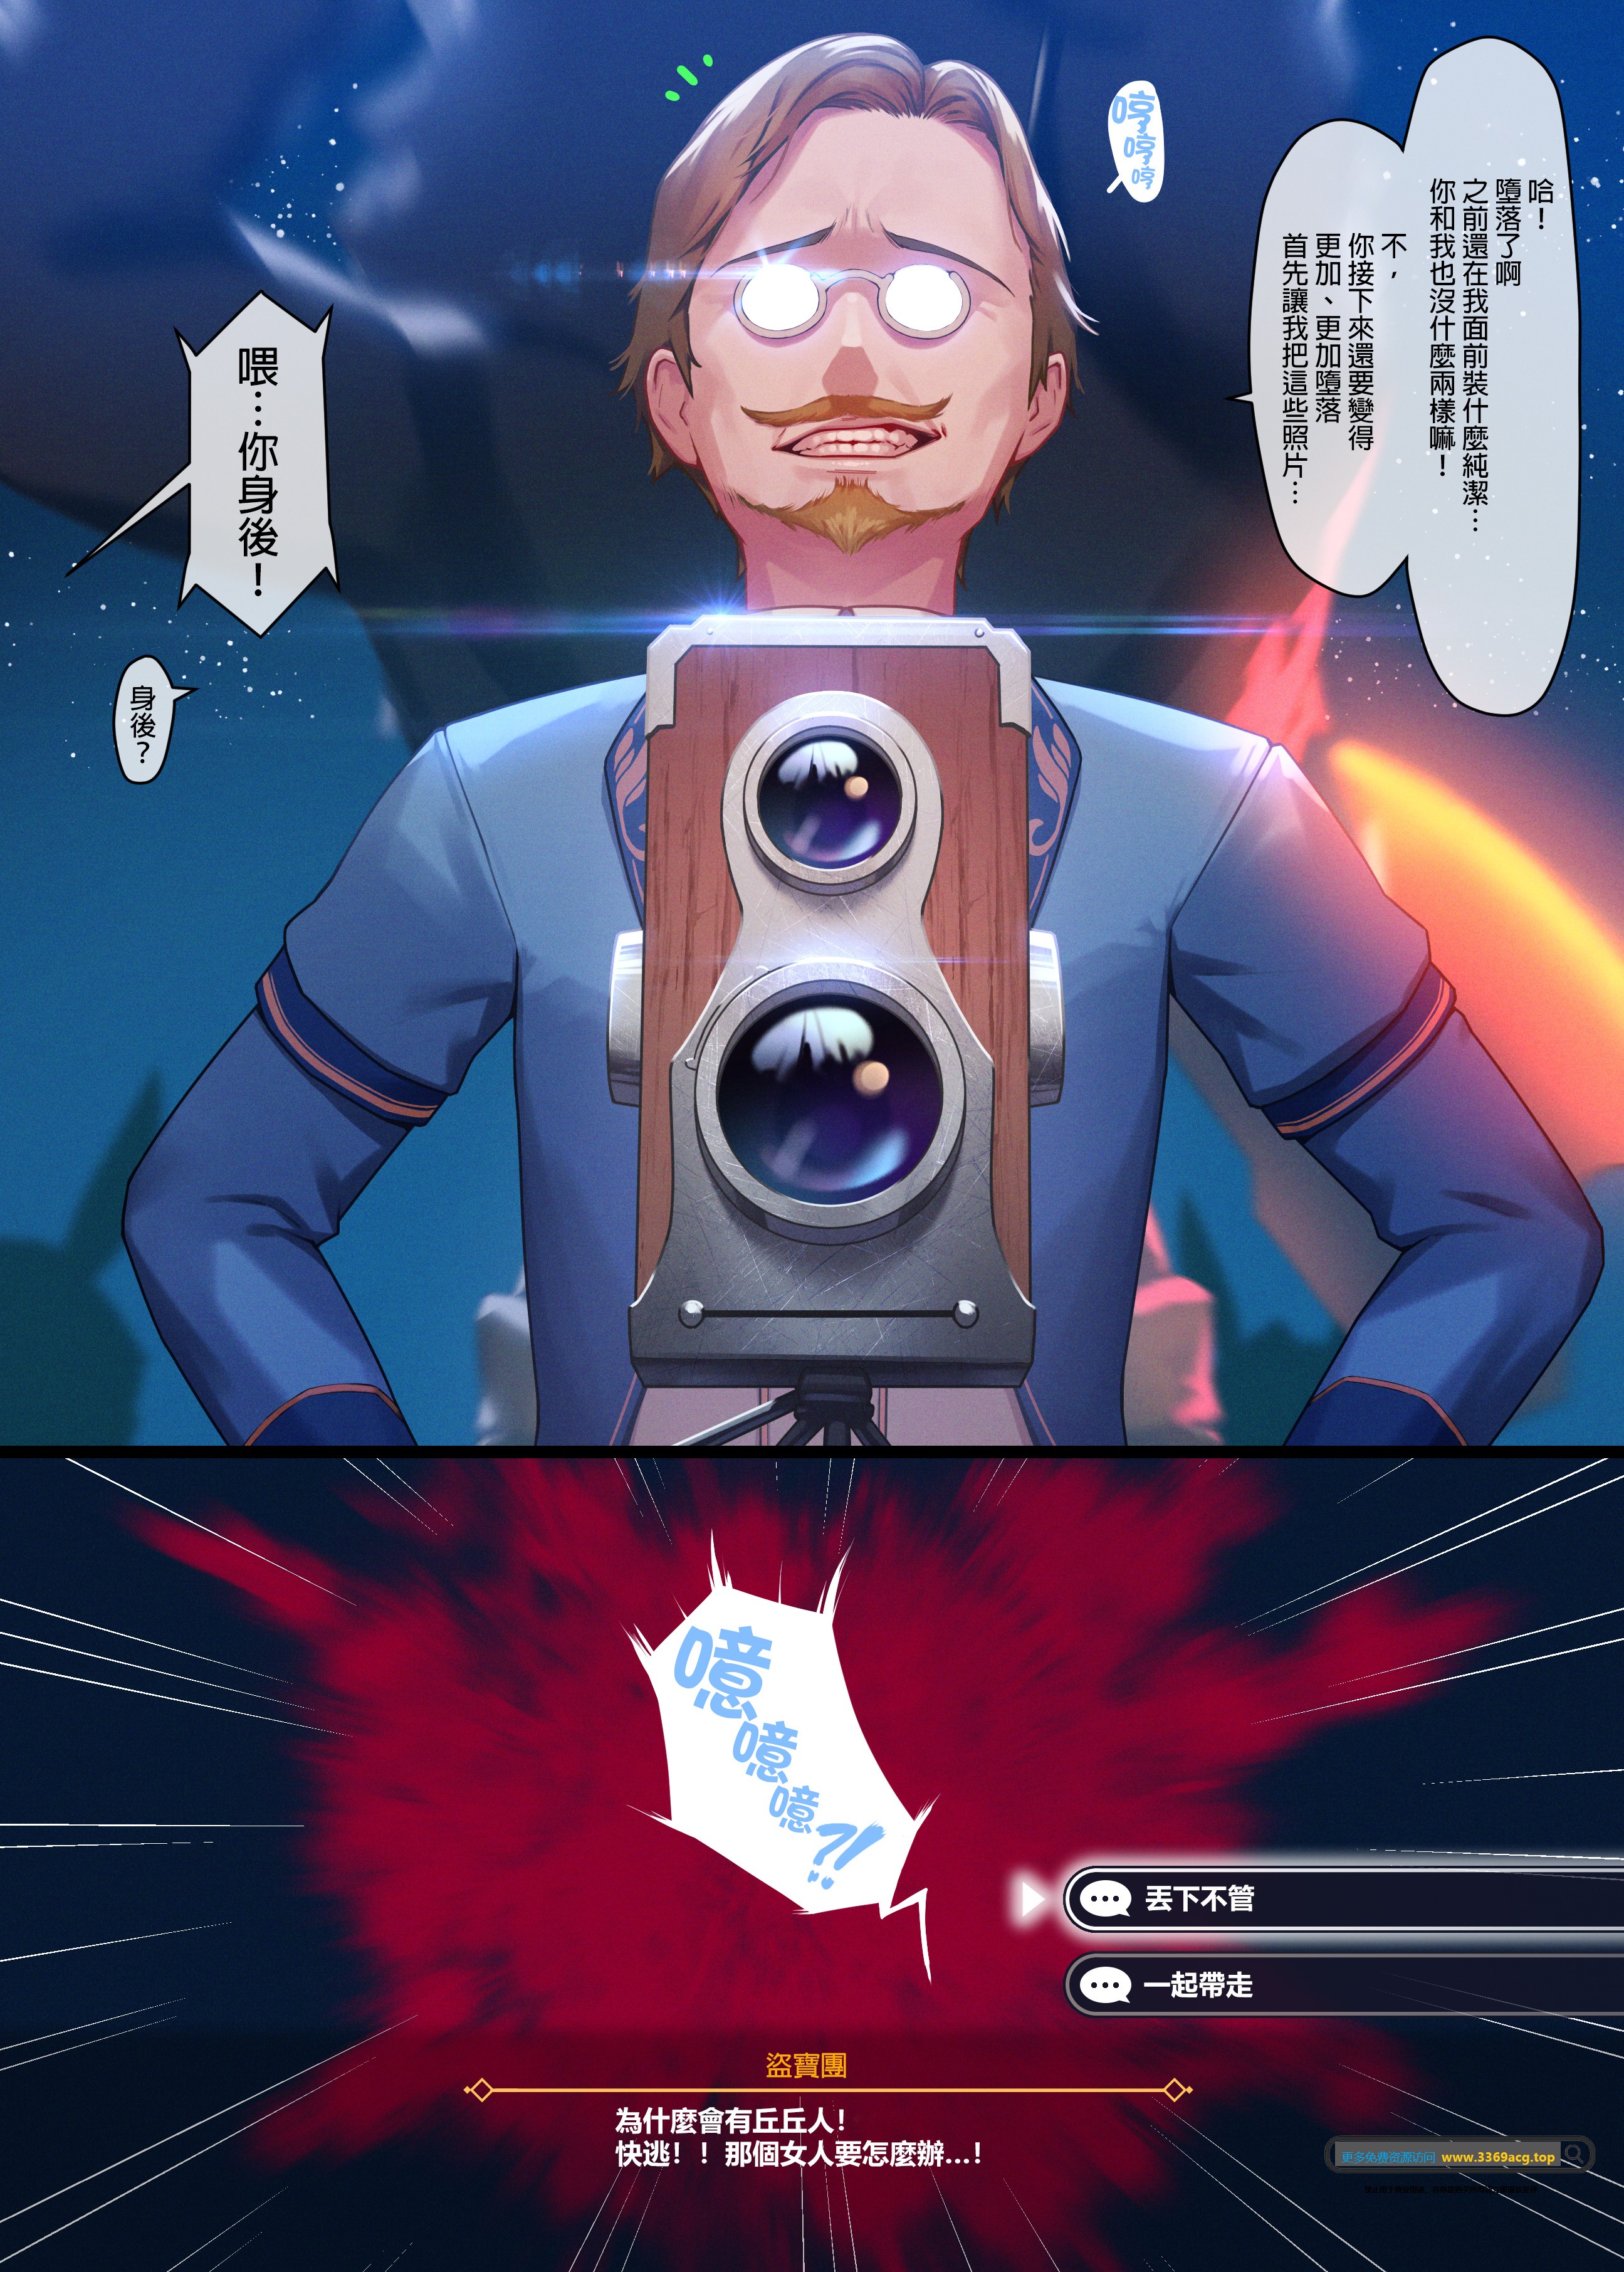 哈！
墮落了啊
之前還在我面前裝什麼純潔…
你和我也沒什麼兩樣嘛！
不，
你接下來還要變得
更加、更加墮落
首先讓我把這些照片…
哼
哼
哼
喂…你身後！
身後？
噫
噫
噫?!
丟下不管
一起帶走
盜寶團
為什麼會有丘丘人！
快逃！！那個女人要怎麼辦...！
更多免费资源访问 www.3369acg.top